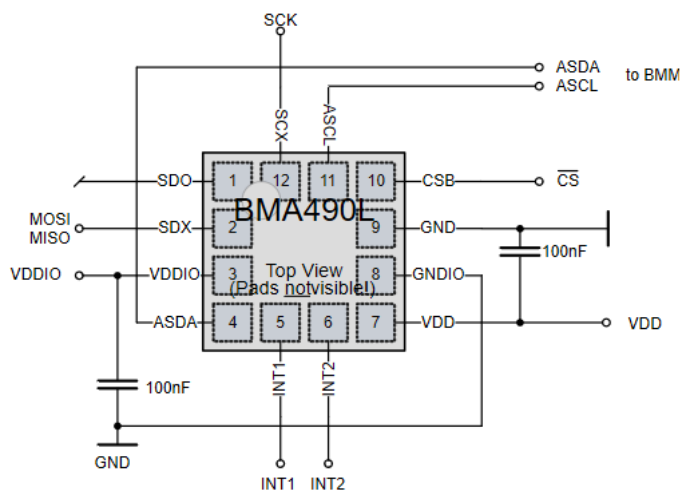 SCK
ASDA
to BMM
ASCL
SCX
ASCL
SDO
1
12
11
10
CSB
CS
MOSI
MISO
SDX
2
BMA490L
9
GND
100nF
VDDIO
VDDIO
3
Top View
(Pads notvisible!)
8
GNDIO
ASDA
4
5
6
7
VDD
VDD
INT1
INT2
100nF
GND
INT1
INT2